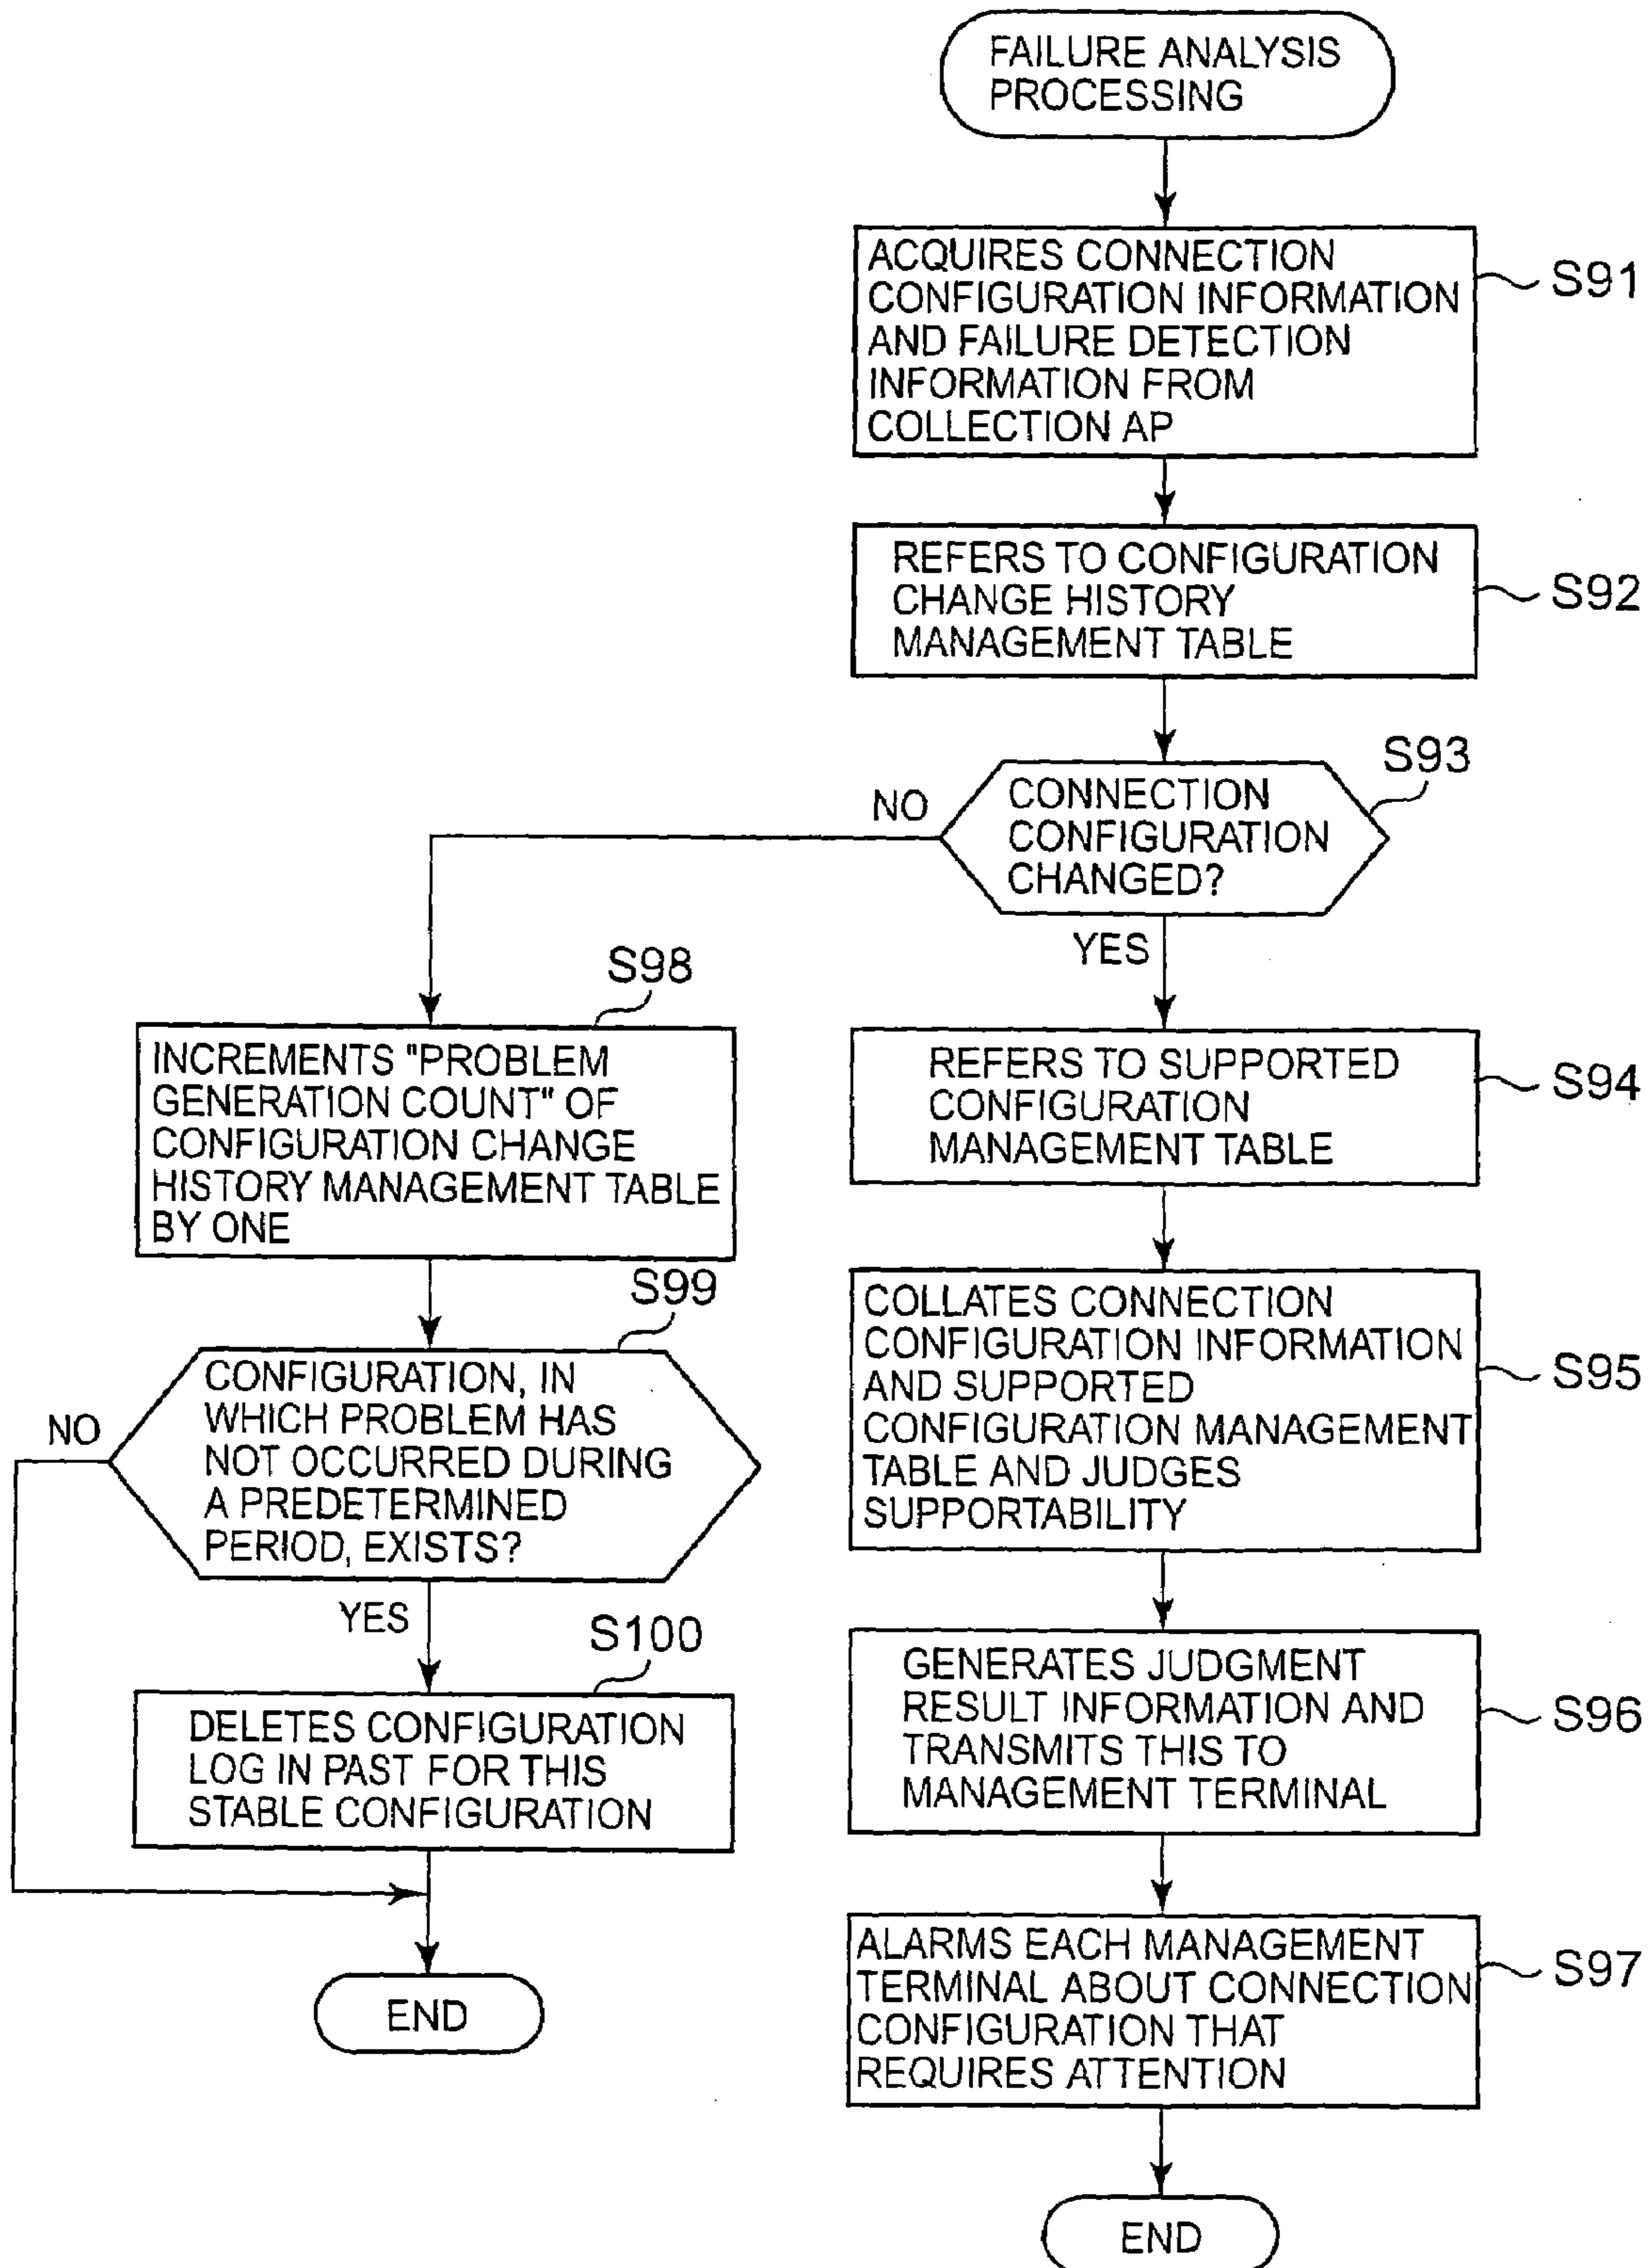 FAILURE ANALYSIS
PROCESSING
ACQUIRES CONNECTION
CONFIGURATION INFORMATION
AND FAILURE DETECTION
INFORMATION FROM
COLLECTION AP
S91
REFERS TO CONFIGURATION
CHANGE HISTORY
MANAGEMENT TABLE
S92
S93
CONNECTION
CONFIGURATION
CHANGED?
NO
YES
S98
INCREMENTS "PROBLEM
GENERATION COUNT" OF
CONFIGURATION CHANGE
HISTORY MANAGEMENT TABLE
BY ONE
S99
CONFIGURATION, IN
WHICH PROBLEM HAS
NOT OCCURRED DURING
A PREDETERMINED
PERIOD, EXISTS?
NO
YES
S100
DELETES CONFIGURATION
LOG IN PAST FOR THIS
STABLE CONFIGURATION
END
REFERS TO SUPPORTED
CONFIGURATION
MANAGEMENT TABLE
S94
COLLATES CONNECTION
CONFIGURATION INFORMATION
AND SUPPORTED
CONFIGURATION MANAGEMENT
TABLE AND JUDGES
SUPPORTABILITY
S95
GENERATES JUDGMENT
RESULT INFORMATION AND
TRANSMITS THIS TO
MANAGEMENT TERMINAL
S96
ALARMS EACH MANAGEMENT
TERMINAL ABOUT CONNECTION
CONFIGURATION THAT
REQUIRES ATTENTION
S97
END